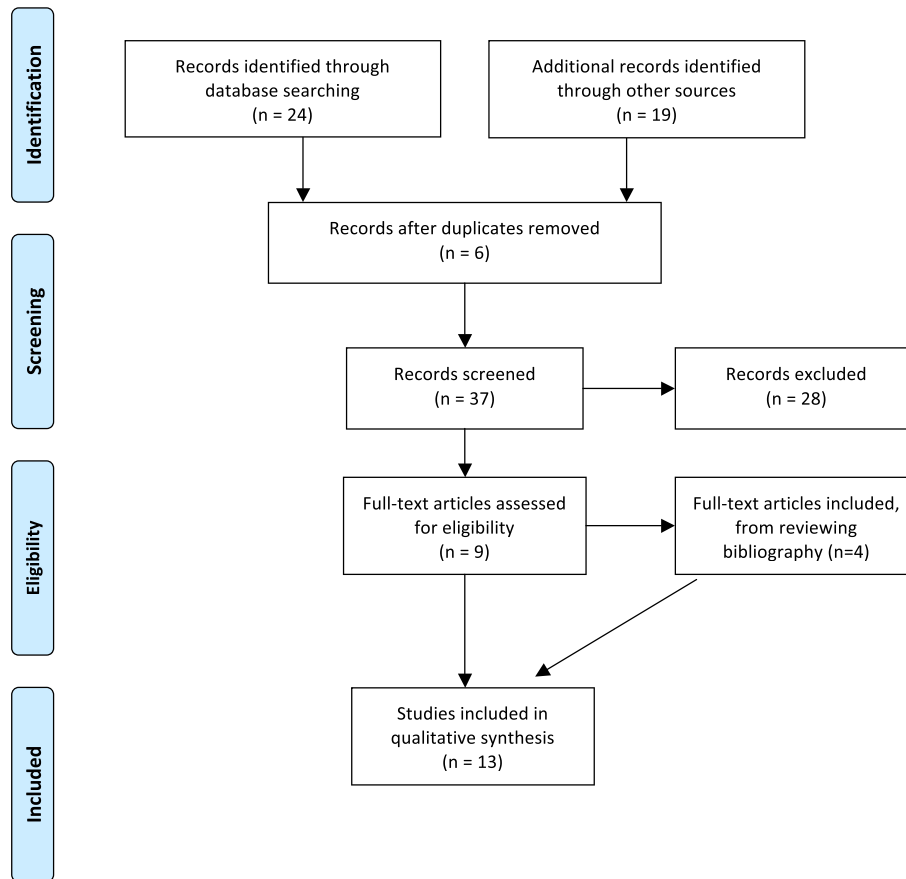 Identification
Records identified through
database searching
(n = 24)
Additional records identified
through other sources
(n = 19)
Records after duplicates removed
(n = 6)
Screening
Records screened
(n = 37)
Records excluded
(n = 28)
Eligibility
Full-text articles assessed
for eligibility
(n = 9)
Full-text articles included,
from reviewing
bibliography (n=4)
Included
Studies included in
qualitative synthesis
(n = 13)